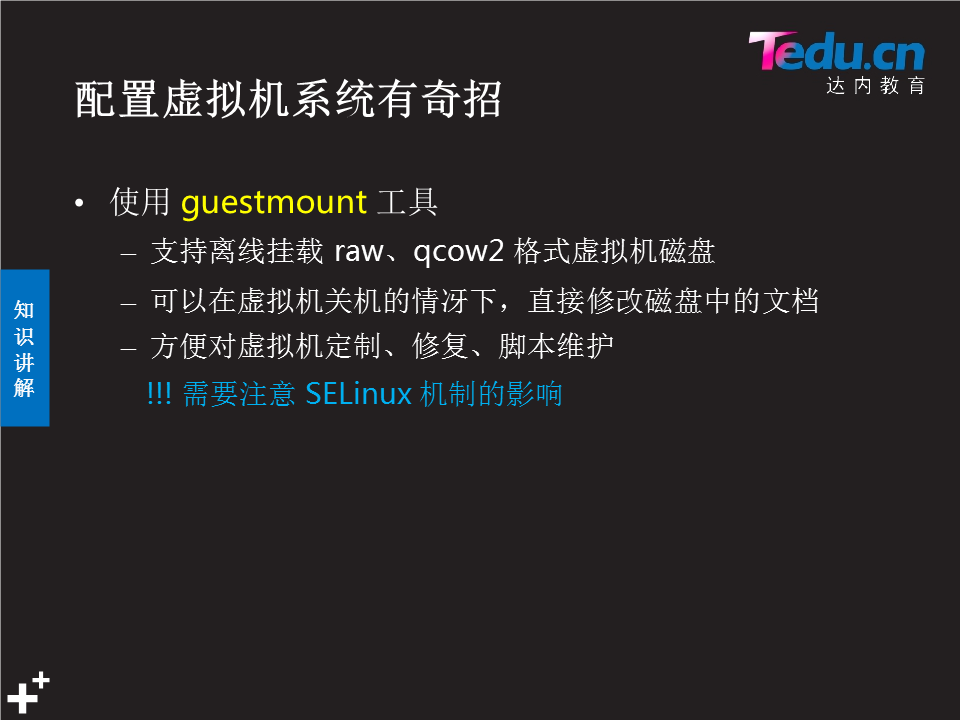 Tedu.cn
达内教育
配置虚拟机系统有奇招
• 使用 guestmount 工具
– 支持离线挂载 raw、qcow2 格式虚拟机磁盘
– 可以在虚拟机关机的情况下，直接修改磁盘中的文档
– 方便对虚拟机定制、修复、脚本维护
!!! 需要注意 SELinux 机制的影响
知
识
讲
解